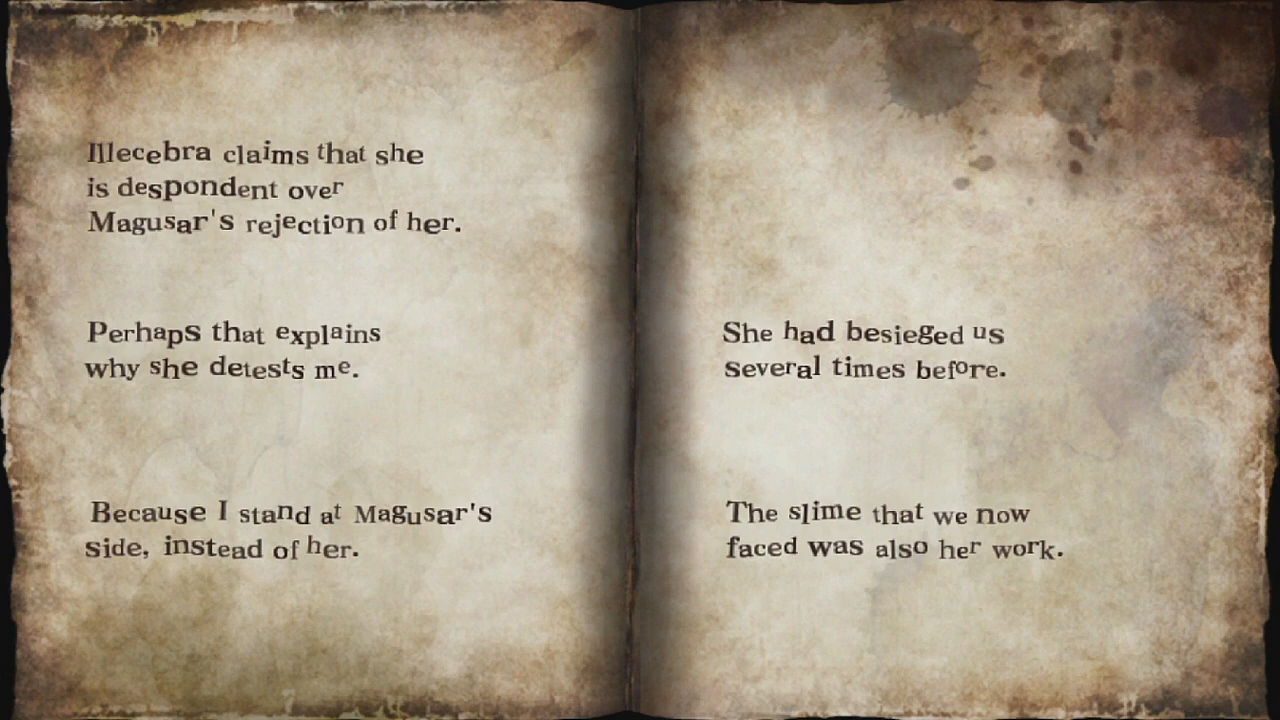 Illecebra claims that she
is despondent over
Magusar's rejection of her.
Perhaps that explains
why she detests me.
Because I stand at Magusar's
side, instead of her.
She had besieged us
several times before.
The slime that we now
faced was also her work.